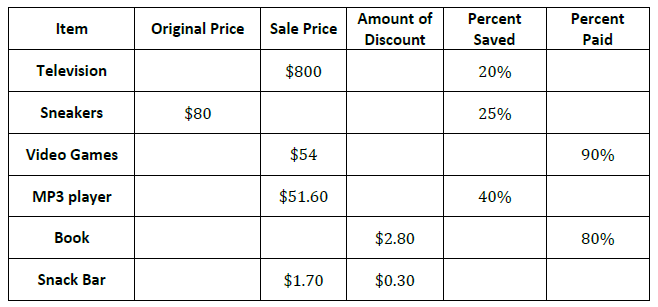 Item Original Price Sale Price Amount of Discount Percent Saved Percent Paid
Television $800 20%
Sneakers $80 25%
Video Games $54 90%
MP3 player $51.60 40%
Book $2.80 80%
Snack Bar $1.70 $0.30